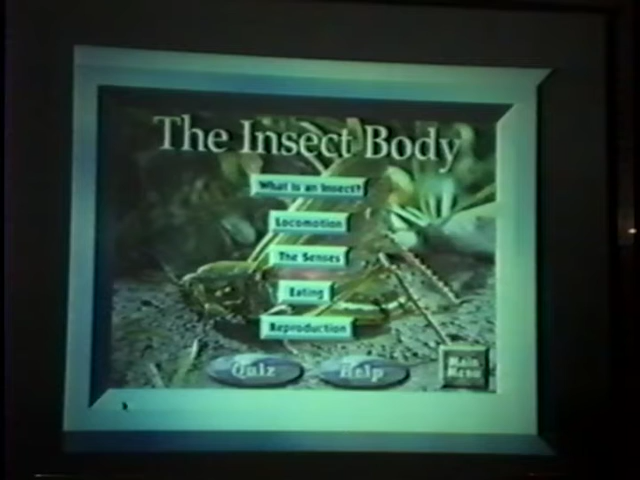 The Insect Body
What is an Insect?
Locomotion
The Senses
Eating
Reproduction
Quiz
Help
Main
Menu